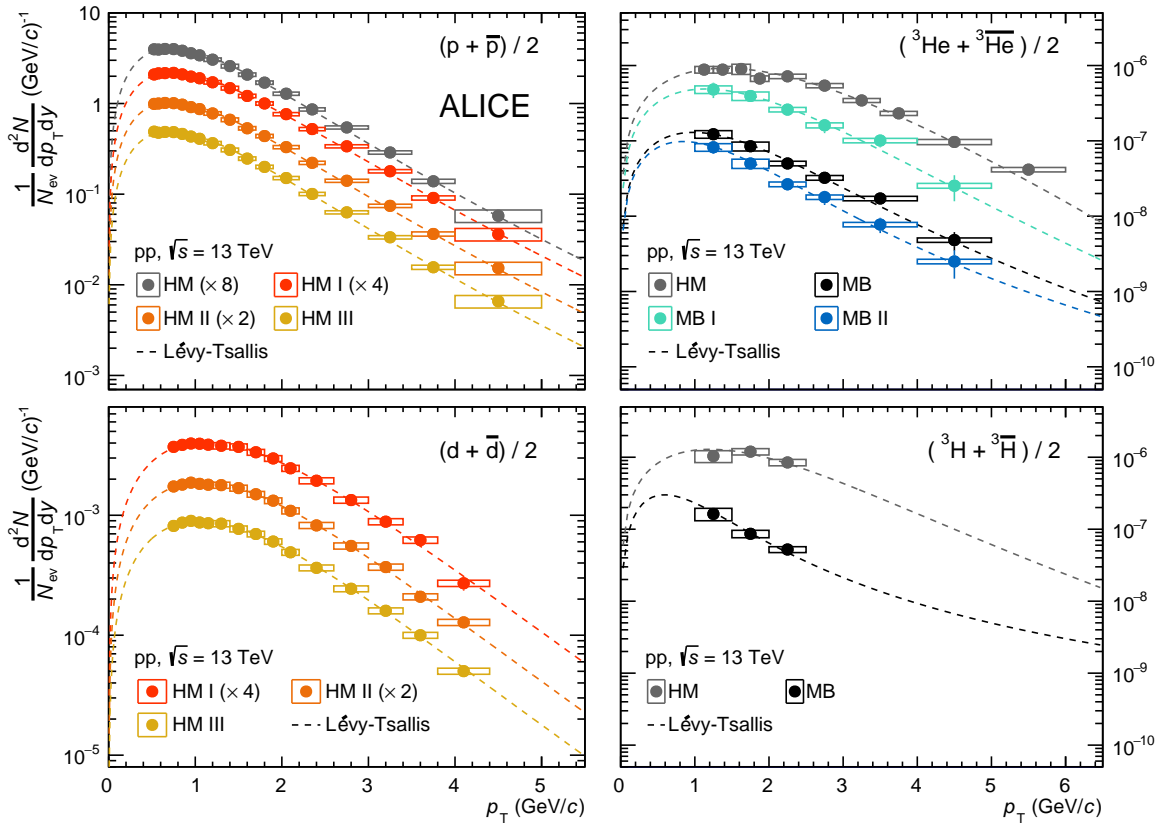 (p + p̅) / 2
ALICE
1/N_ev d²N/dp_T dy (GeV/c)⁻¹
10
1
10⁻¹
10⁻²
10⁻³
pp, √s = 13 TeV
HM (× 8) HM I (× 4)
HM II (× 2) HM III
Lévy-Tsallis
(³He + ³H̅e̅) / 2
10⁻⁶
10⁻⁷
10⁻⁸
10⁻⁹
10⁻¹⁰
pp, √s = 13 TeV
HM MB
MB I MB II
Lévy-Tsallis
(d + d̅) / 2
1/N_ev d²N/dp_T dy (GeV/c)⁻¹
10⁻³
10⁻⁴
10⁻⁵
pp, √s = 13 TeV
HM I (× 4) HM II (× 2)
HM III Lévy-Tsallis
0 1 2 3 4 5
p_T (GeV/c)
(³H + ³H̅) / 2
10⁻⁶
10⁻⁷
10⁻⁸
10⁻⁹
10⁻¹⁰
pp, √s = 13 TeV
HM MB
Lévy-Tsallis
0 1 2 3 4 5 6
p_T (GeV/c)